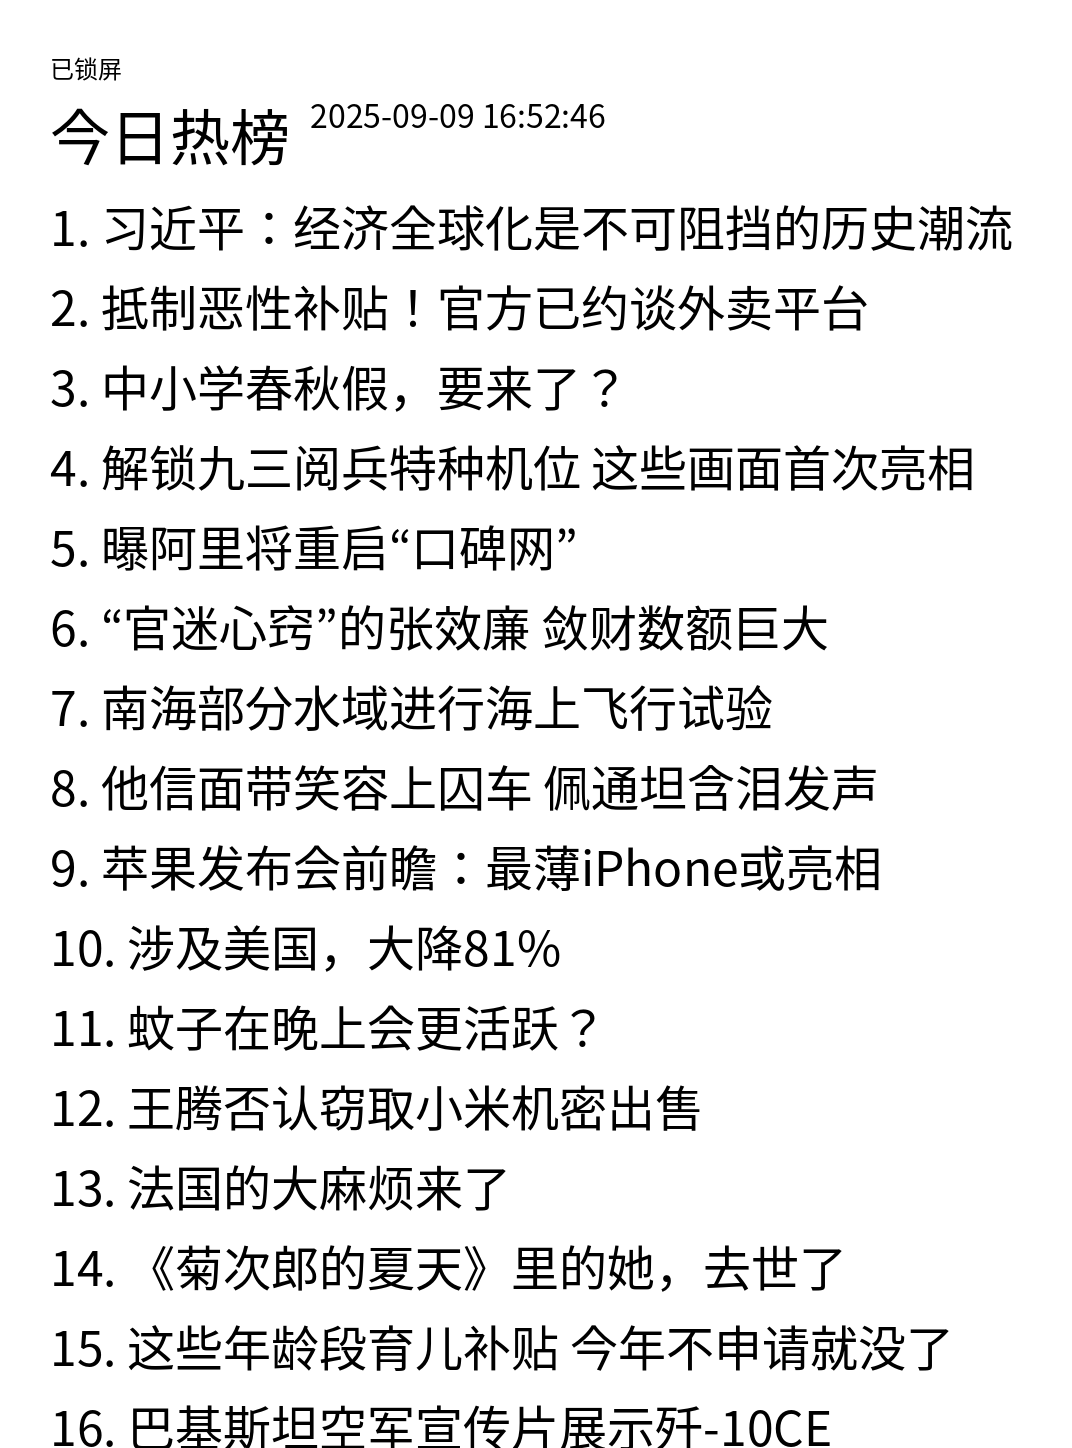 已锁屏
今日热榜 2025-09-09 16:52:46
1. 习近平：经济全球化是不可阻挡的历史潮流
2. 抵制恶性补贴！官方已约谈外卖平台
3. 中小学春秋假，要来了？
4. 解锁九三阅兵特种机位 这些画面首次亮相
5. 曝阿里将重启“口碑网”
6. “官迷心窍”的张效廉 敛财数额巨大
7. 南海部分水域进行海上飞行试验
8. 他信面带笑容上囚车 佩通坦含泪发声
9. 苹果发布会前瞻：最薄iPhone或亮相
10. 涉及美国，大降81%
11. 蚊子在晚上会更活跃？
12. 王腾否认窃取小米机密出售
13. 法国的大麻烦来了
14. 《菊次郎的夏天》里的她，去世了
15. 这些年龄段育儿补贴 今年不申请就没了
16. 巴基斯坦空军宣传片展示歼-10CE